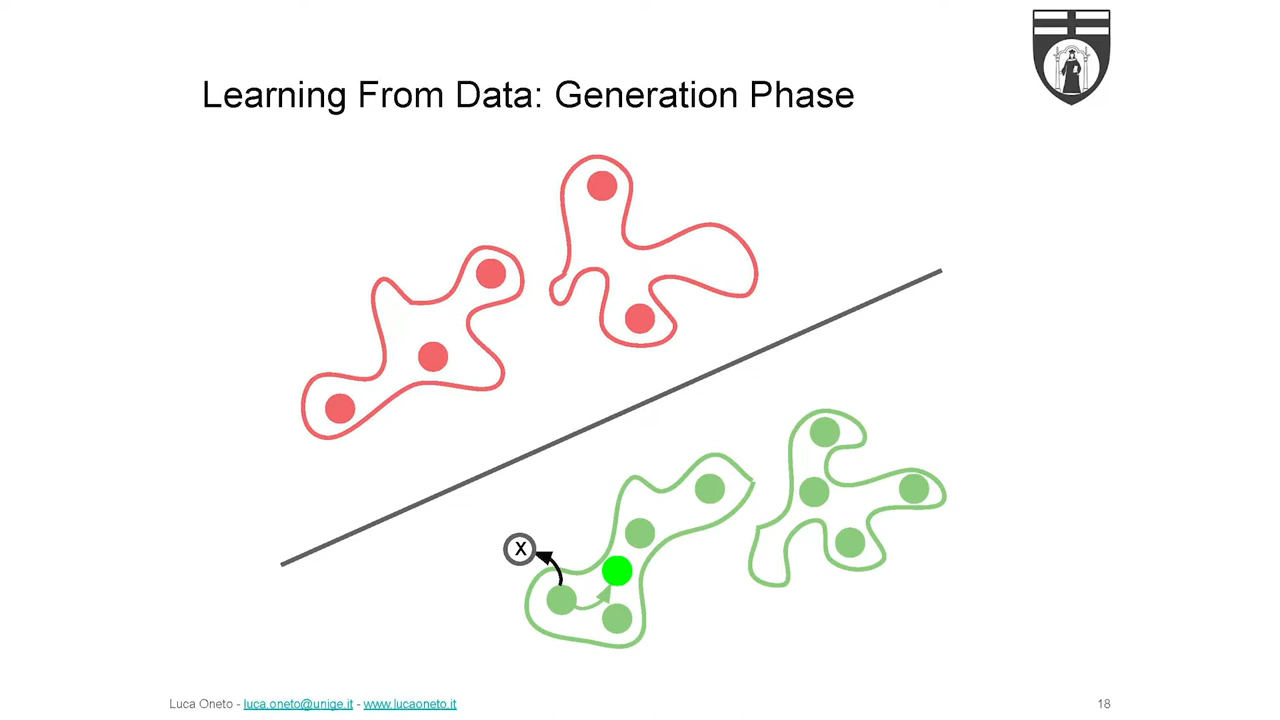 Learning From Data: Generation Phase
X
Luca Oneto - luca.oneto@unige.it - www.lucaoneto.it
18